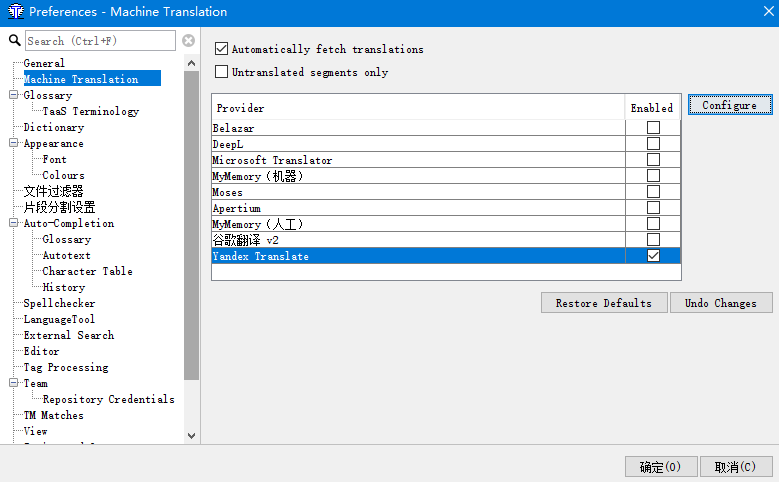 Preferences - Machine Translation
Search (Ctrl+F)
General
Machine Translation
Glossary
TaaS Terminology
Dictionary
Appearance
Font
Colours
文件过滤器
片段分割设置
Auto-Completion
Glossary
Autotext
Character Table
History
Spellchecker
LanguageTool
External Search
Editor
Tag Processing
Team
Repository Credentials
TM Matches
View
Automatically fetch translations
Untranslated segments only
Provider Enabled
Configure
Belazar
DeepL
Microsoft Translator
MyMemory（机器）
Moses
Apertium
MyMemory（人工）
谷歌翻译 v2
Yandex Translate
Restore Defaults
Undo Changes
确定(O)
取消(C)